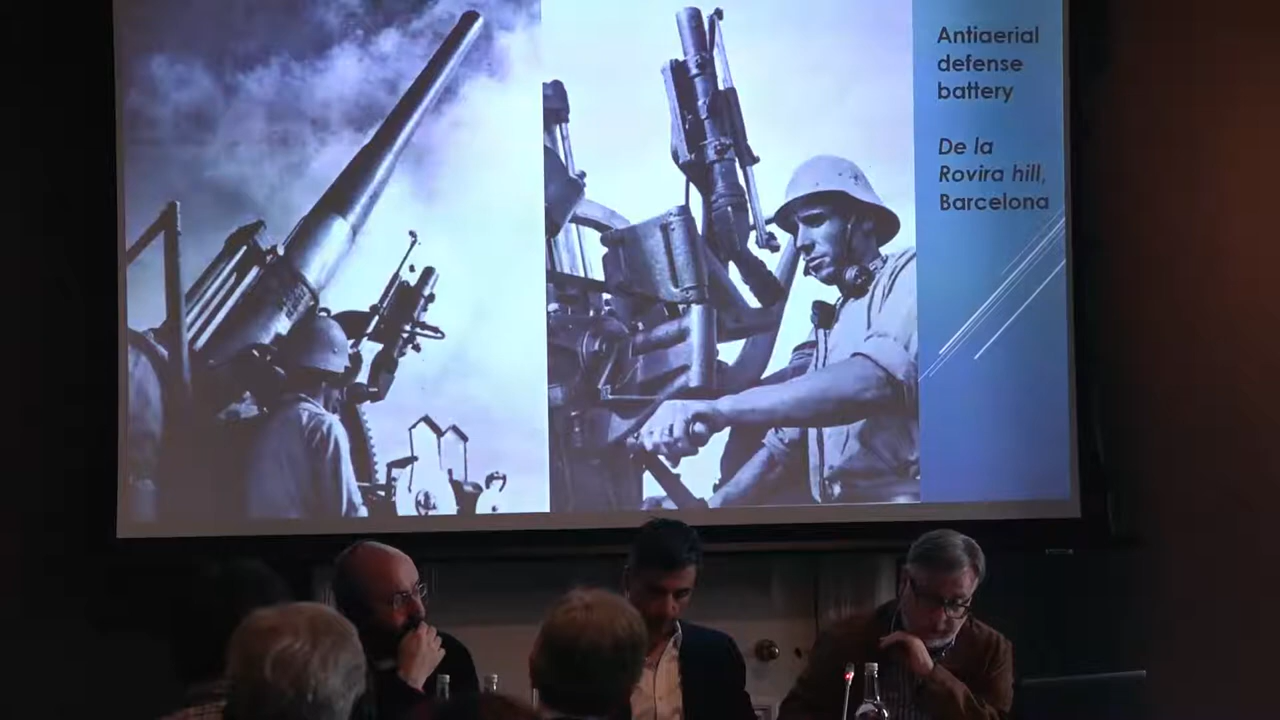 Antiaerial
defense
battery
De la
Rovira hill,
Barcelona